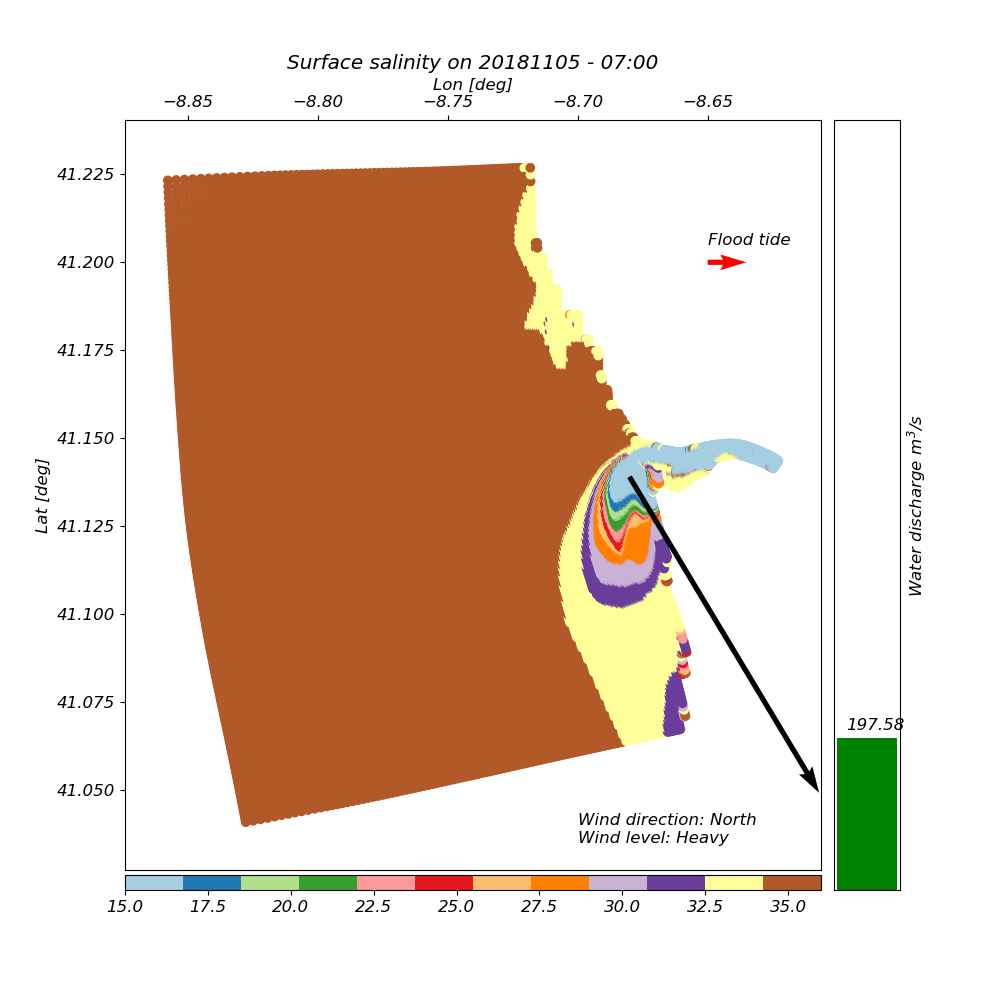 Surface salinity on 20181105 - 07:00
Lon [deg]
−8.85 −8.80 −8.75 −8.70 −8.65
41.225
41.200
41.175
41.150
41.125
41.100
41.075
41.050
Lat [deg]
Flood tide
Wind direction: North
Wind level: Heavy
197.58
Water discharge m³/s
15.0 17.5 20.0 22.5 25.0 27.5 30.0 32.5 35.0